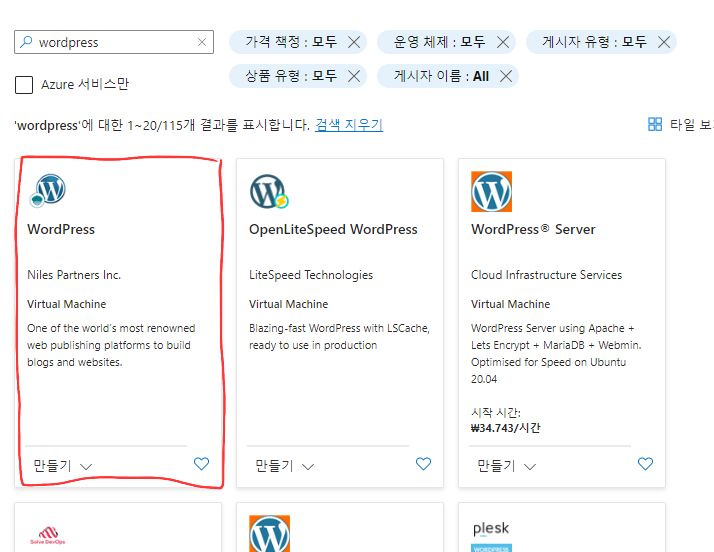 wordpress
가격 책정 : 모두
운영 체제 : 모두
게시자 유형 : 모두
Azure 서비스만
상품 유형 : 모두
게시자 이름 : All
'wordpress'에 대한 1~20/115개 결과를 표시합니다. 검색 지우기
타일 보기
WordPress
Niles Partners Inc.
Virtual Machine
One of the world's most renowned
web publishing platforms to build
blogs and websites.
만들기
OpenLiteSpeed WordPress
LiteSpeed Technologies
Virtual Machine
Blazing-fast WordPress with LSCache,
ready to use in production
만들기
WordPress® Server
Cloud Infrastructure Services
Virtual Machine
WordPress Server using Apache +
Lets Encrypt + MariaDB + Webmin.
Optimised for Speed on Ubuntu
20.04
시작 시간:
₩34.743/시간
만들기
Solve DevOps
plesk
WORDPRESS